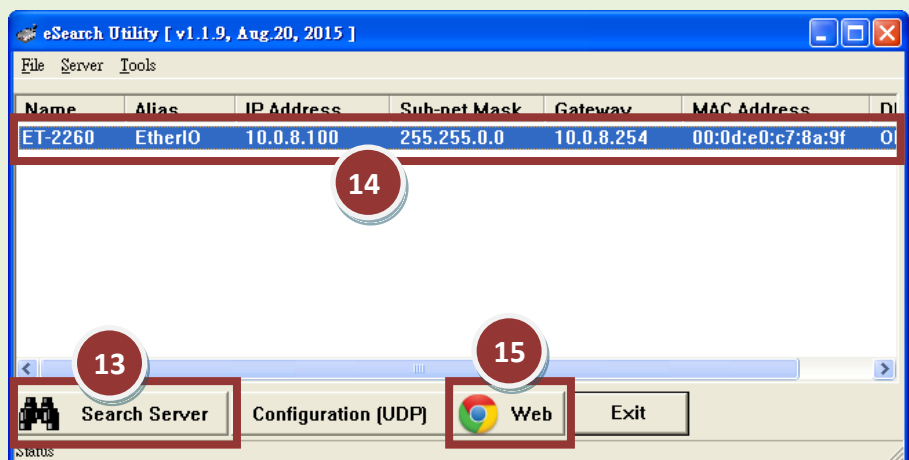 eSearch Utility [ v1.1.9, Aug.20, 2015 ]
File Server Tools
Name Alias IP Address Sub-net Mask Gateway MAC Address
ET-2260 EtherIO 10.0.8.100 255.255.0.0 10.0.8.254 00:0d:e0:c7:8a:9f
14
13
15
Search Server Configuration (UDP) Web Exit
Status